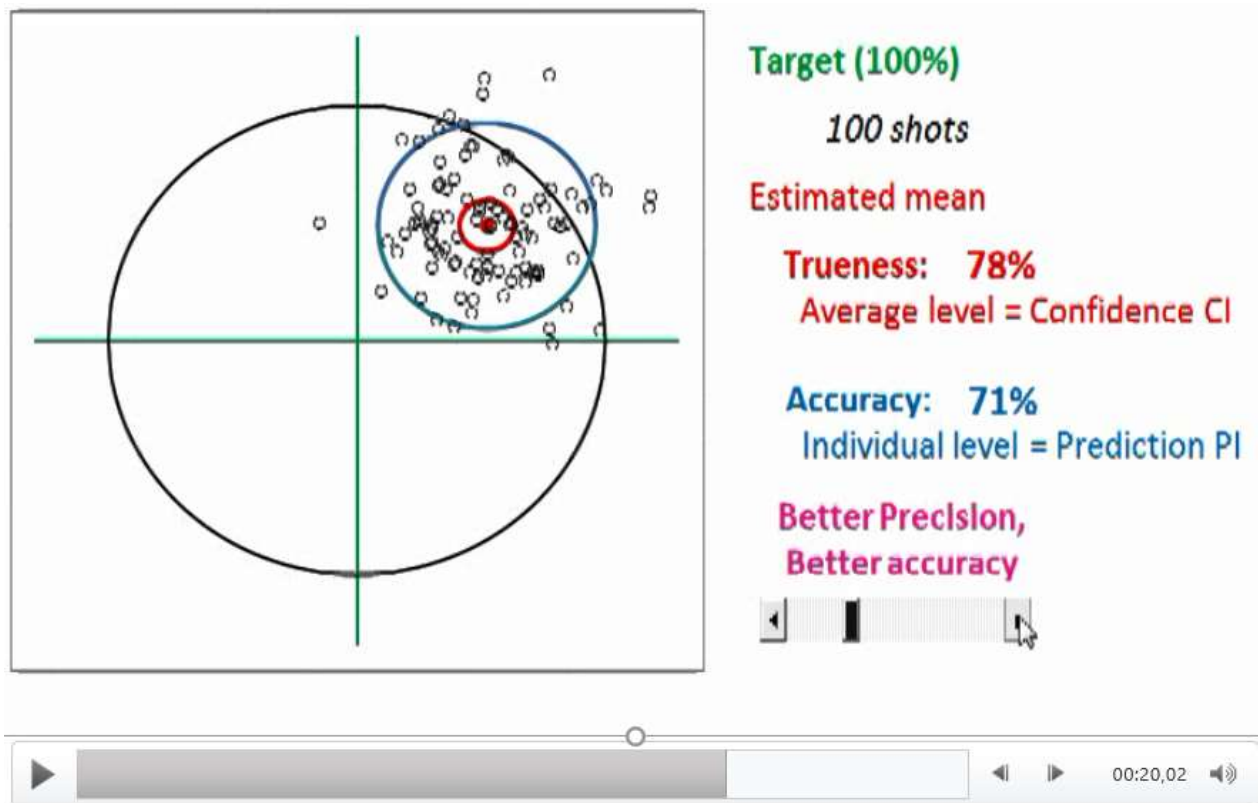 Target (100%)
100 shots
Estimated mean
Trueness: 78%
Average level = Confidence CI
Accuracy: 71%
Individual level = Prediction PI
Better Precision,
Better accuracy
00:20,02